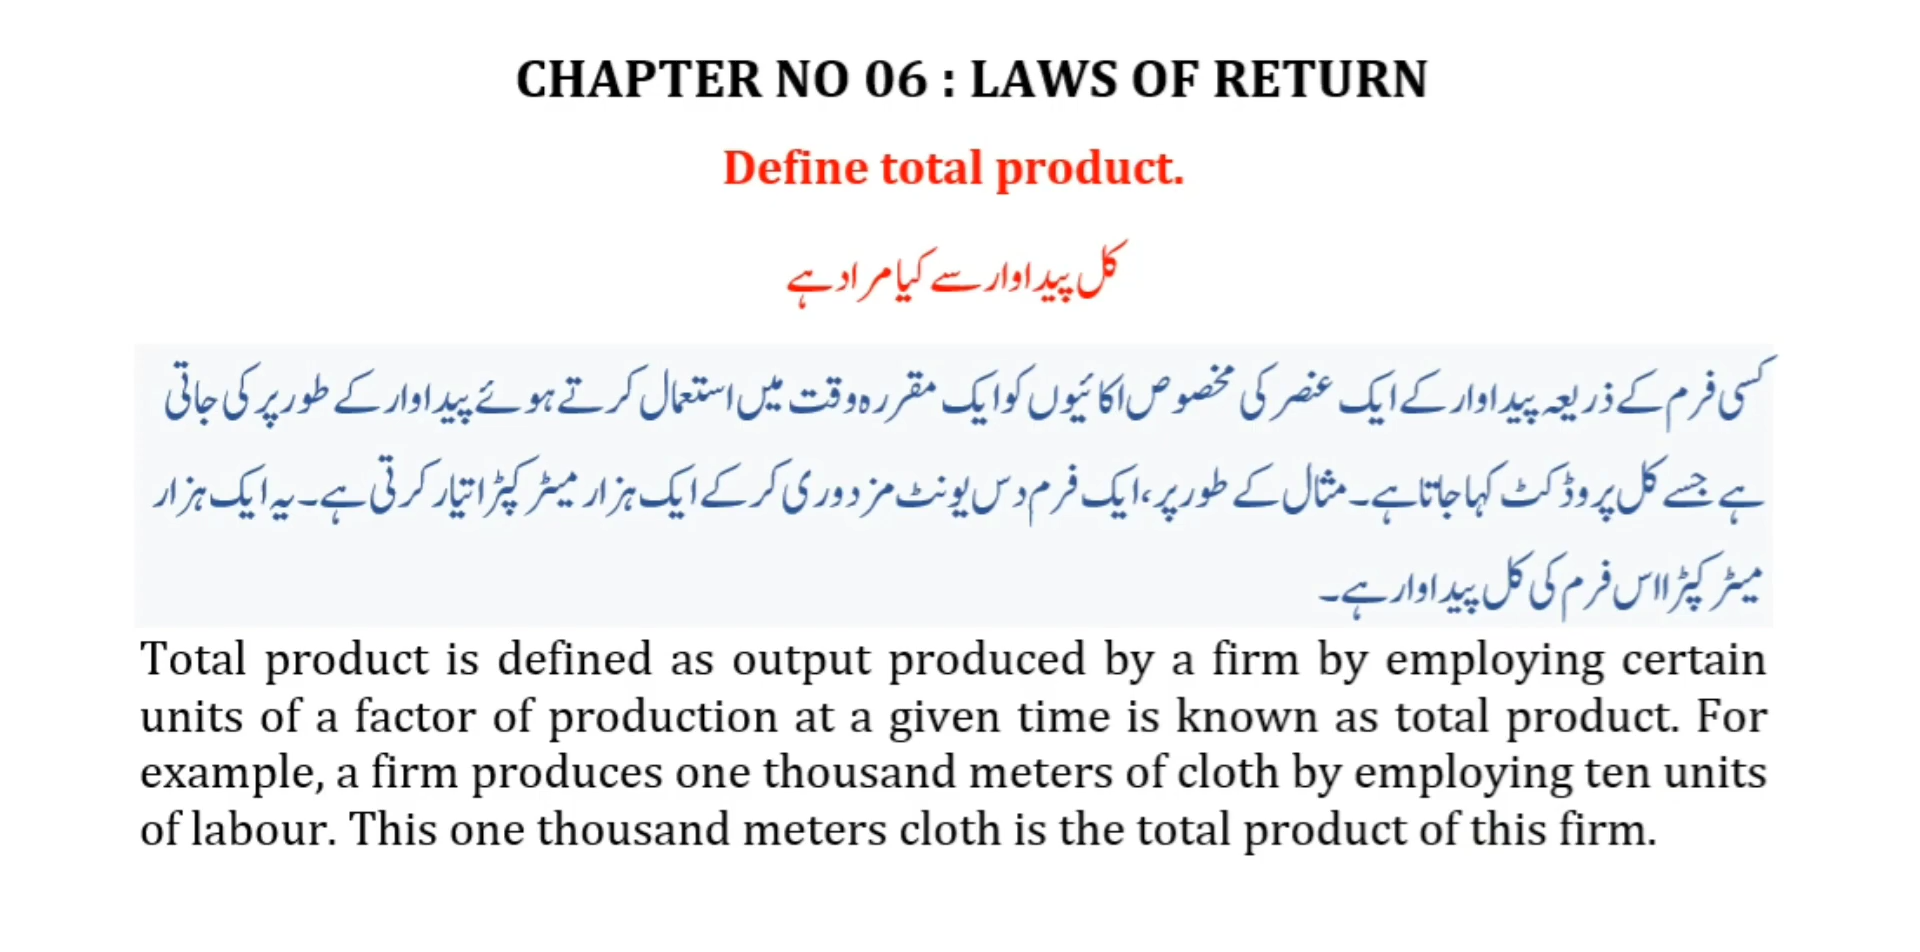 CHAPTER NO 06 : LAWS OF RETURN
Define total product.
کل پیداوار سے کیا مراد ہے
کسی فرم کے ذریعہ پیداوار کے ایک عنصر کی مخصوص اکائیوں کو ایک مقررہ وقت میں استعمال کرتے ہوئے پیداوار کے طور پر کی جاتی
ہے جسے کل پروڈکٹ کہا جاتا ہے۔ مثال کے طور پر، ایک فرم دس یونٹ مزدوری کر کے ایک ہزار میٹر کپڑا تیار کرتی ہے۔ یہ ایک ہزار
میٹر کپڑا اس فرم کی کل پیداوار ہے۔
Total product is defined as output produced by a firm by employing certain
units of a factor of production at a given time is known as total product. For
example, a firm produces one thousand meters of cloth by employing ten units
of labour. This one thousand meters cloth is the total product of this firm.